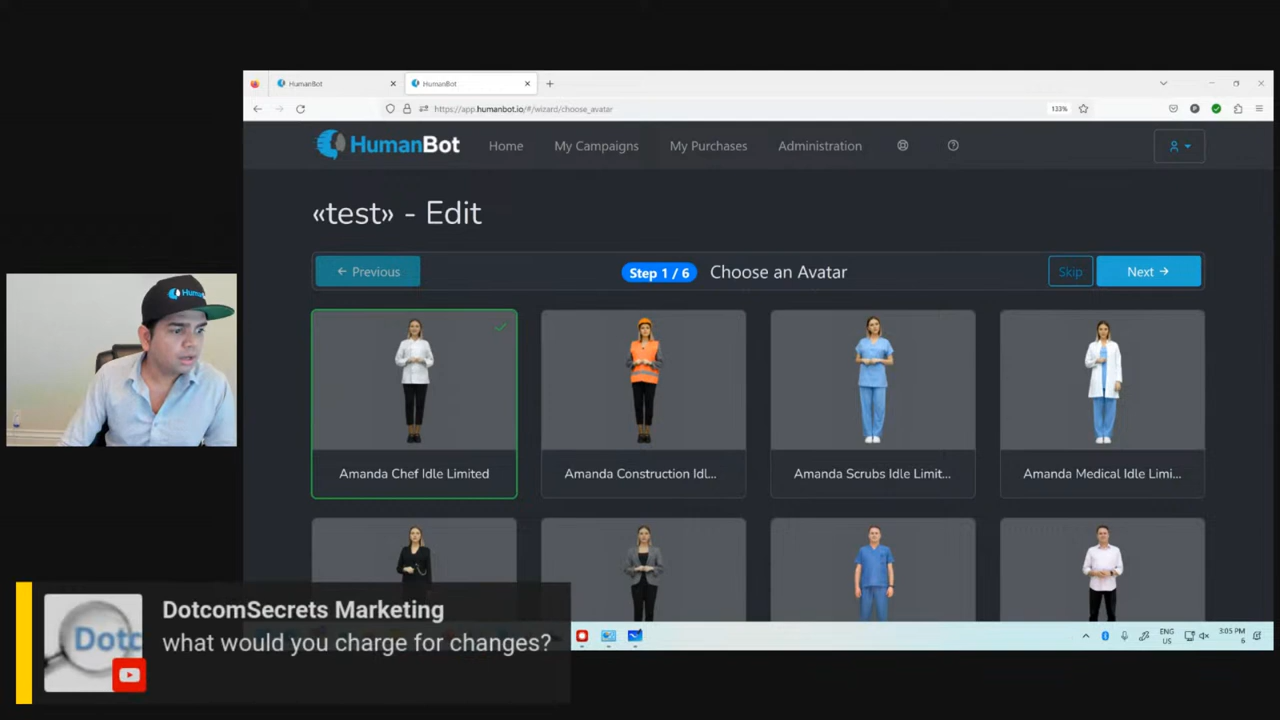 HumanBot
HumanBot
https://app.humanbot.io/#/wizard/choose_avatar
133%
HumanBot
Home
My Campaigns
My Purchases
Administration
«test» - Edit
← Previous
Step 1 / 6
Choose an Avatar
Skip
Next →
Amanda Chef Idle Limited
Amanda Construction Idl...
Amanda Scrubs Idle Limit...
Amanda Medical Idle Limi...
Dotc
DotcomSecrets Marketing
what would you charge for changes?
ENG
US
3:05 PM
6